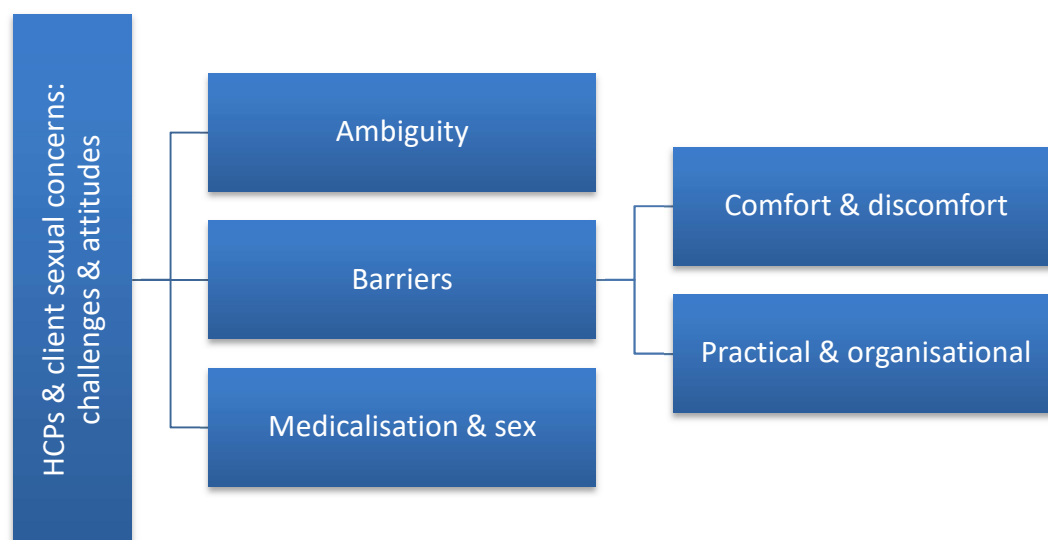 HCPs & client sexual concerns:
challenges & attitudes
Ambiguity
Barriers
Medicalisation & sex
Comfort & discomfort
Practical & organisational